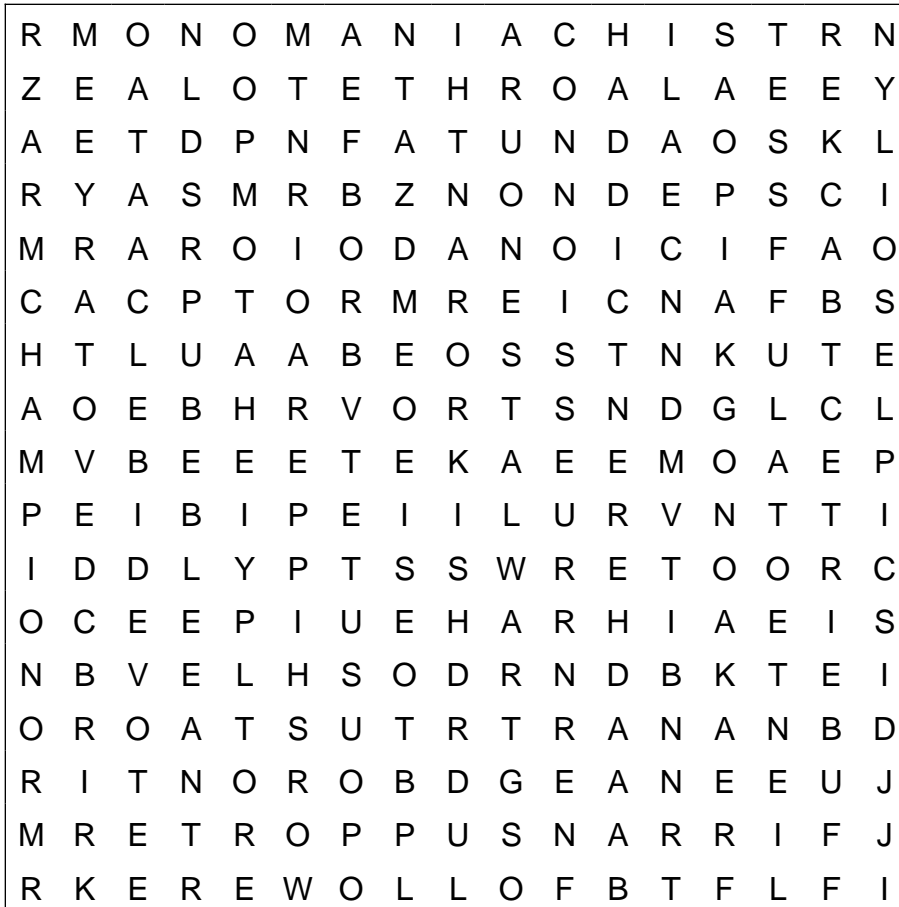 R M O N O M A N I A C H I S T R N
Z E A L O T E T H R O A L A E E Y
A E T D P N F A T U N D A O S K L
R Y A S M R B Z N O N D E P S C I
M R A R O I O D A N O I C I F A O
C A C P T O R M R E I C N A F B S
H T L U A A B E O S S T N K U T E
A O E B H R V O R T S N D G L C L
M V B E E E T E K A E E M O A E P
P E I B I P E I I L U R V N T T I
I D D L Y P T S S W R E T O O R C
O C E E P I U E H A R H I A E I S
N B V E L H S O D R N D B K T E I
O R O A T S U T R T R A N A N B D
R I T N O R O B D G E A N E E U J
M R E T R O P P U S N A R R I F J
R K E R E W O L L O F B T F L F I